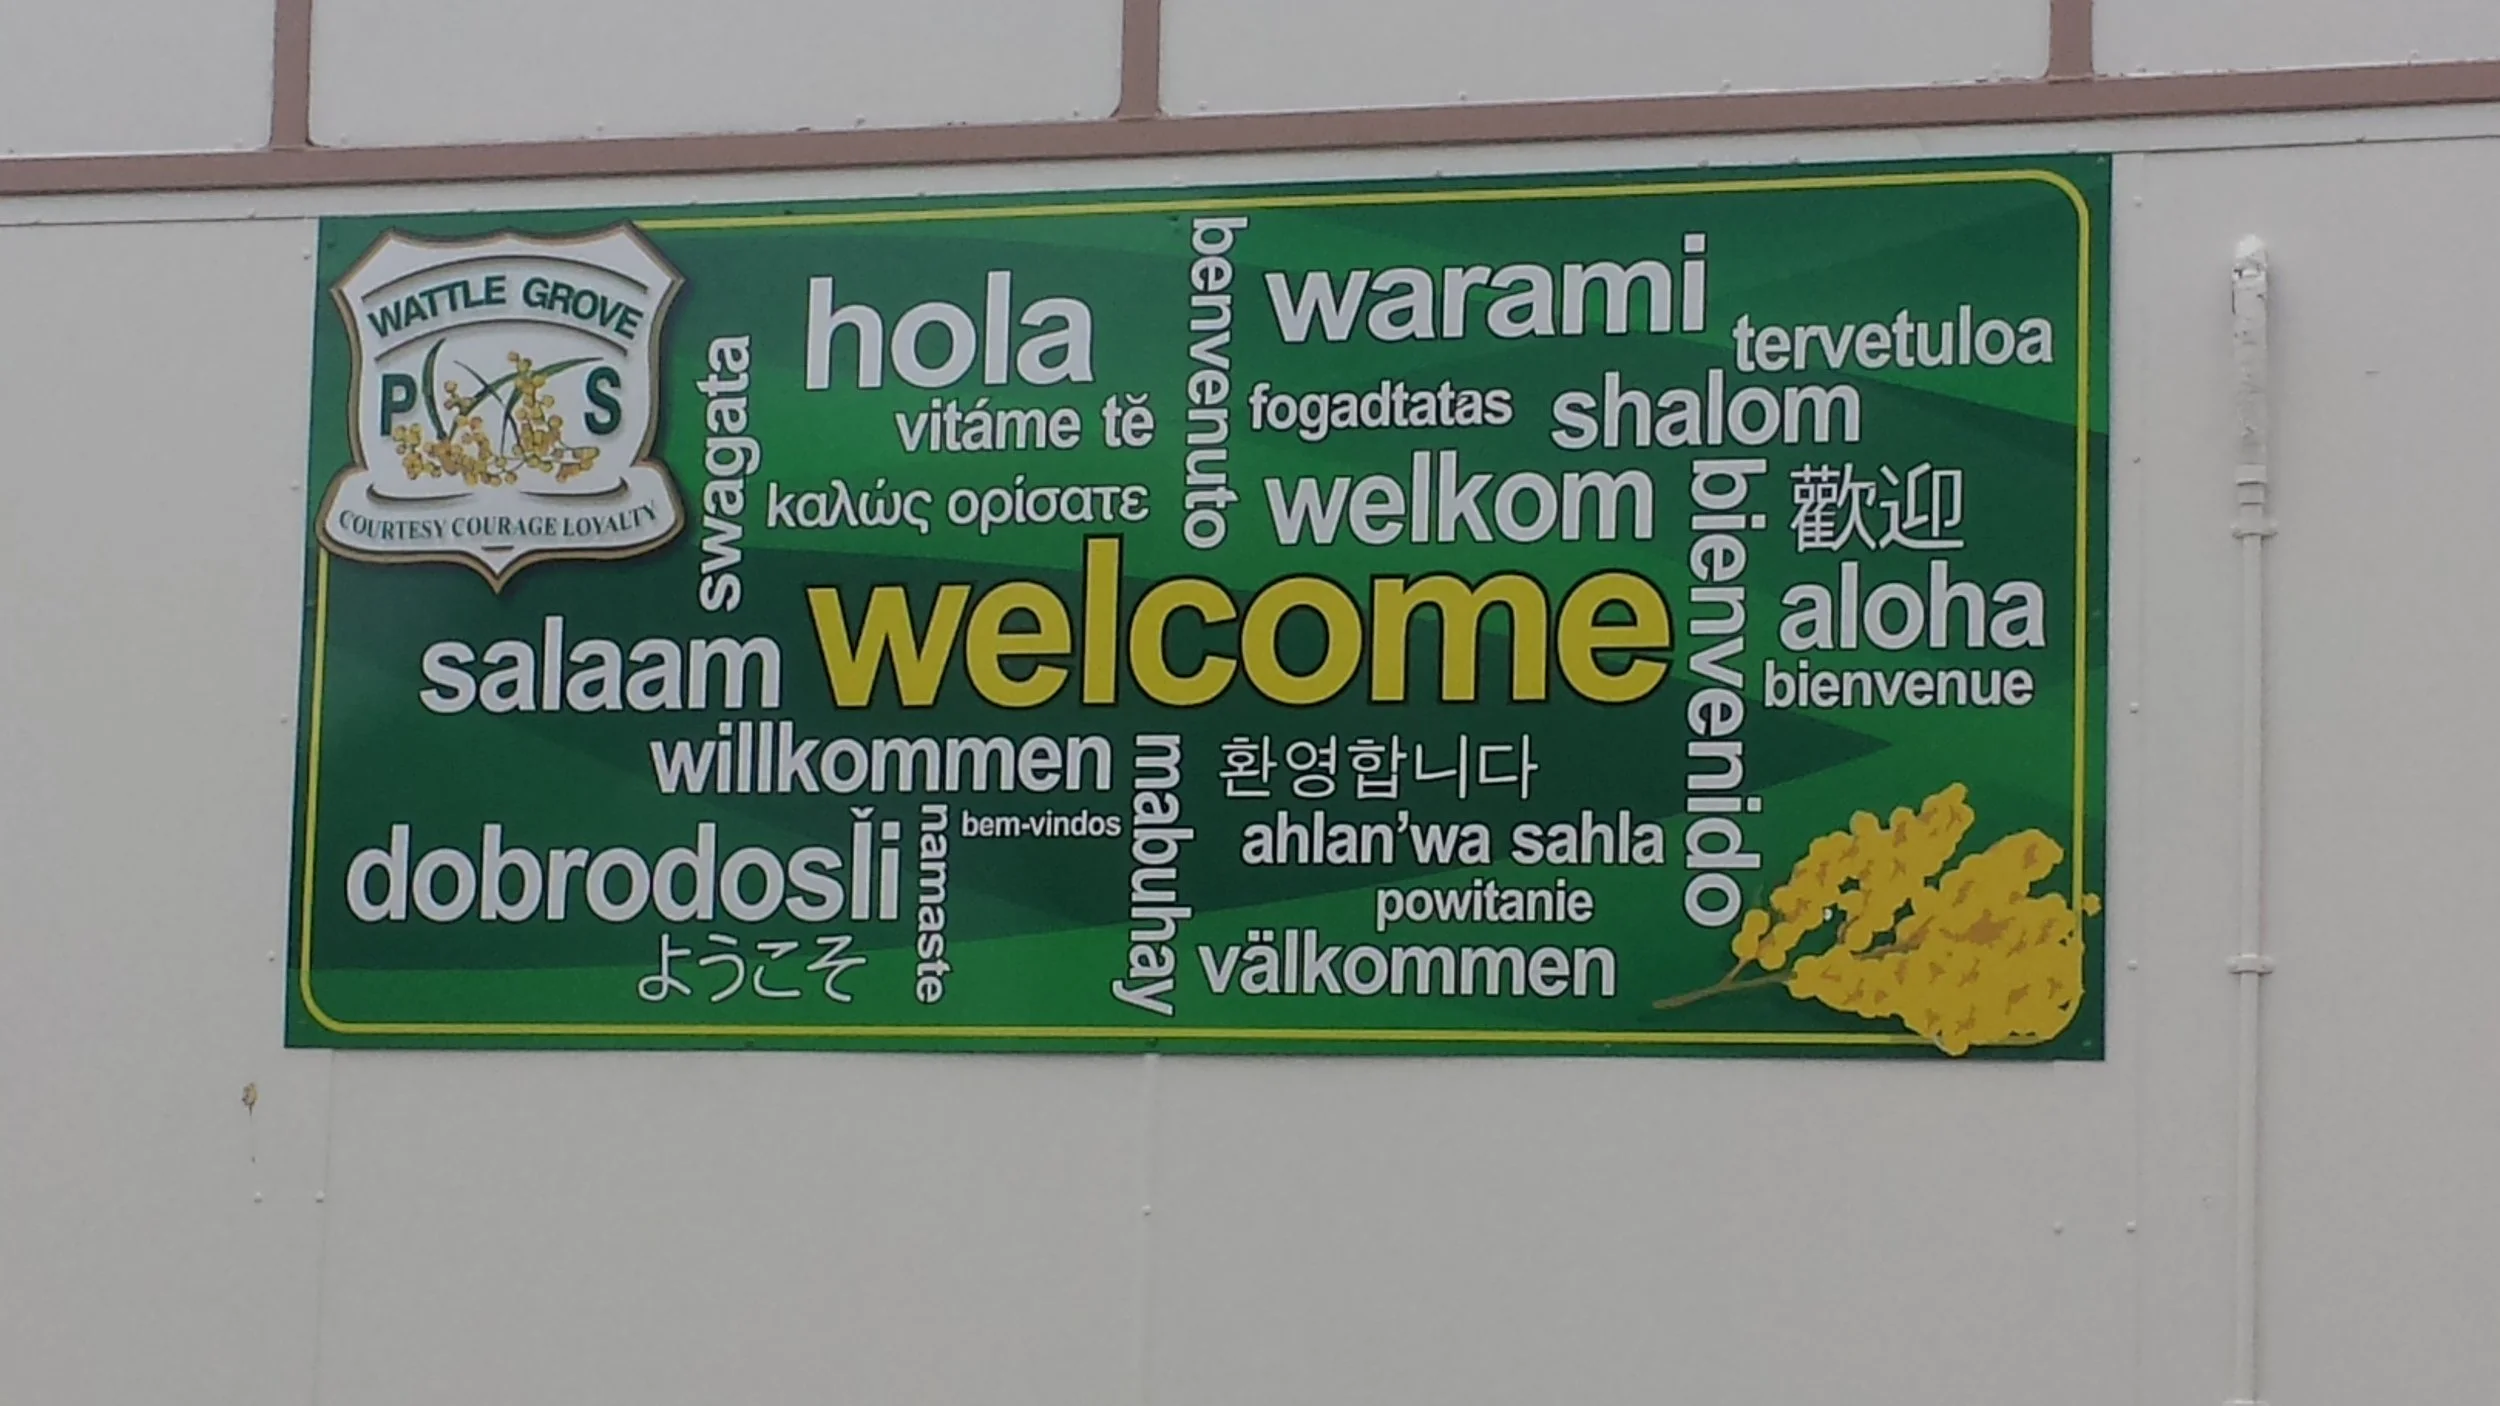 WATTLE GROVE
P S
COURTESY COURAGE LOYALTY
swagata
hola
vitáme tě
καλώς ορίσατε
benvenuto
warami
tervetuloa
fogadtatás
shalom
welkom
bienvenido
歡迎
aloha
bienvenue
welcome
salaam
willkommen
mabuhay
환영합니다
dobrodosľi
namaste
bem-vindos
ahlan’wa sahla
powitanie
ようこそ
välkommen